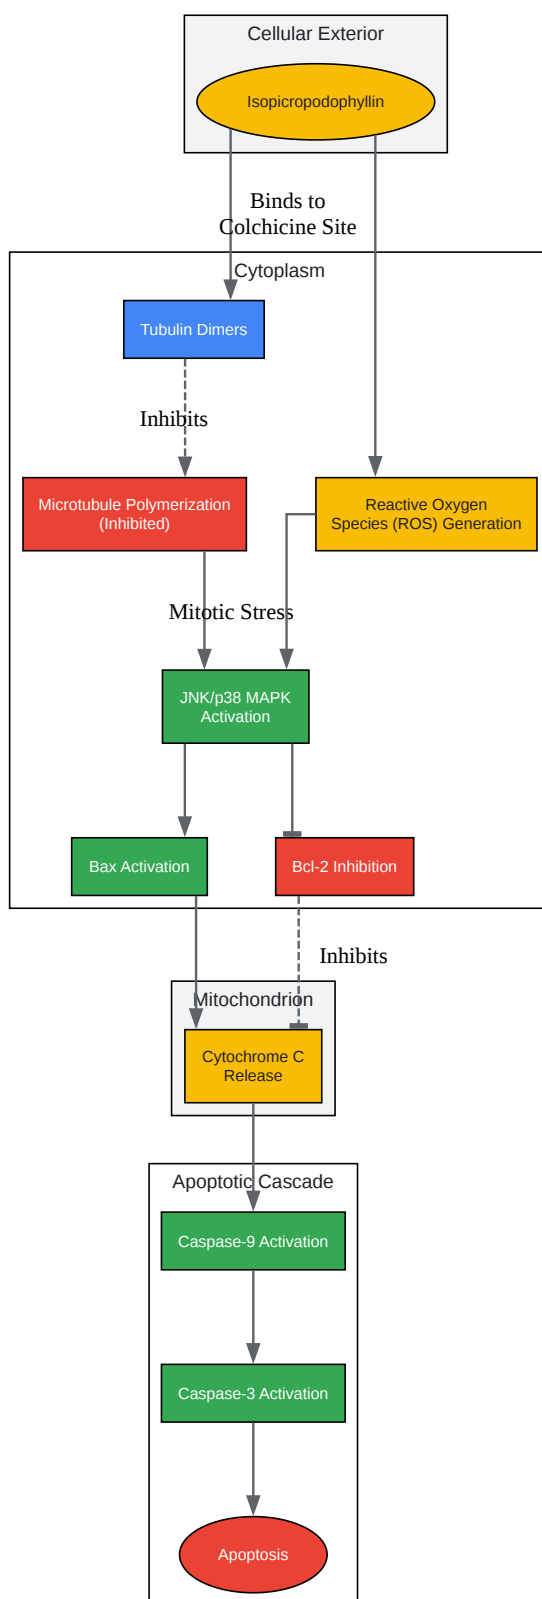 Cellular Exterior
Isopicropodophyllin
Binds to
Colchicine Site
Cytoplasm
Tubulin Dimers
Inhibits
Microtubule Polymerization
(Inhibited)
Reactive Oxygen
Species (ROS) Generation
Mitotic Stress
JNK/p38 MAPK
Activation
Bax Activation
Bcl-2 Inhibition
Inhibits
Mitochondrion
Cytochrome C
Release
Apoptotic Cascade
Caspase-9 Activation
Caspase-3 Activation
Apoptosis